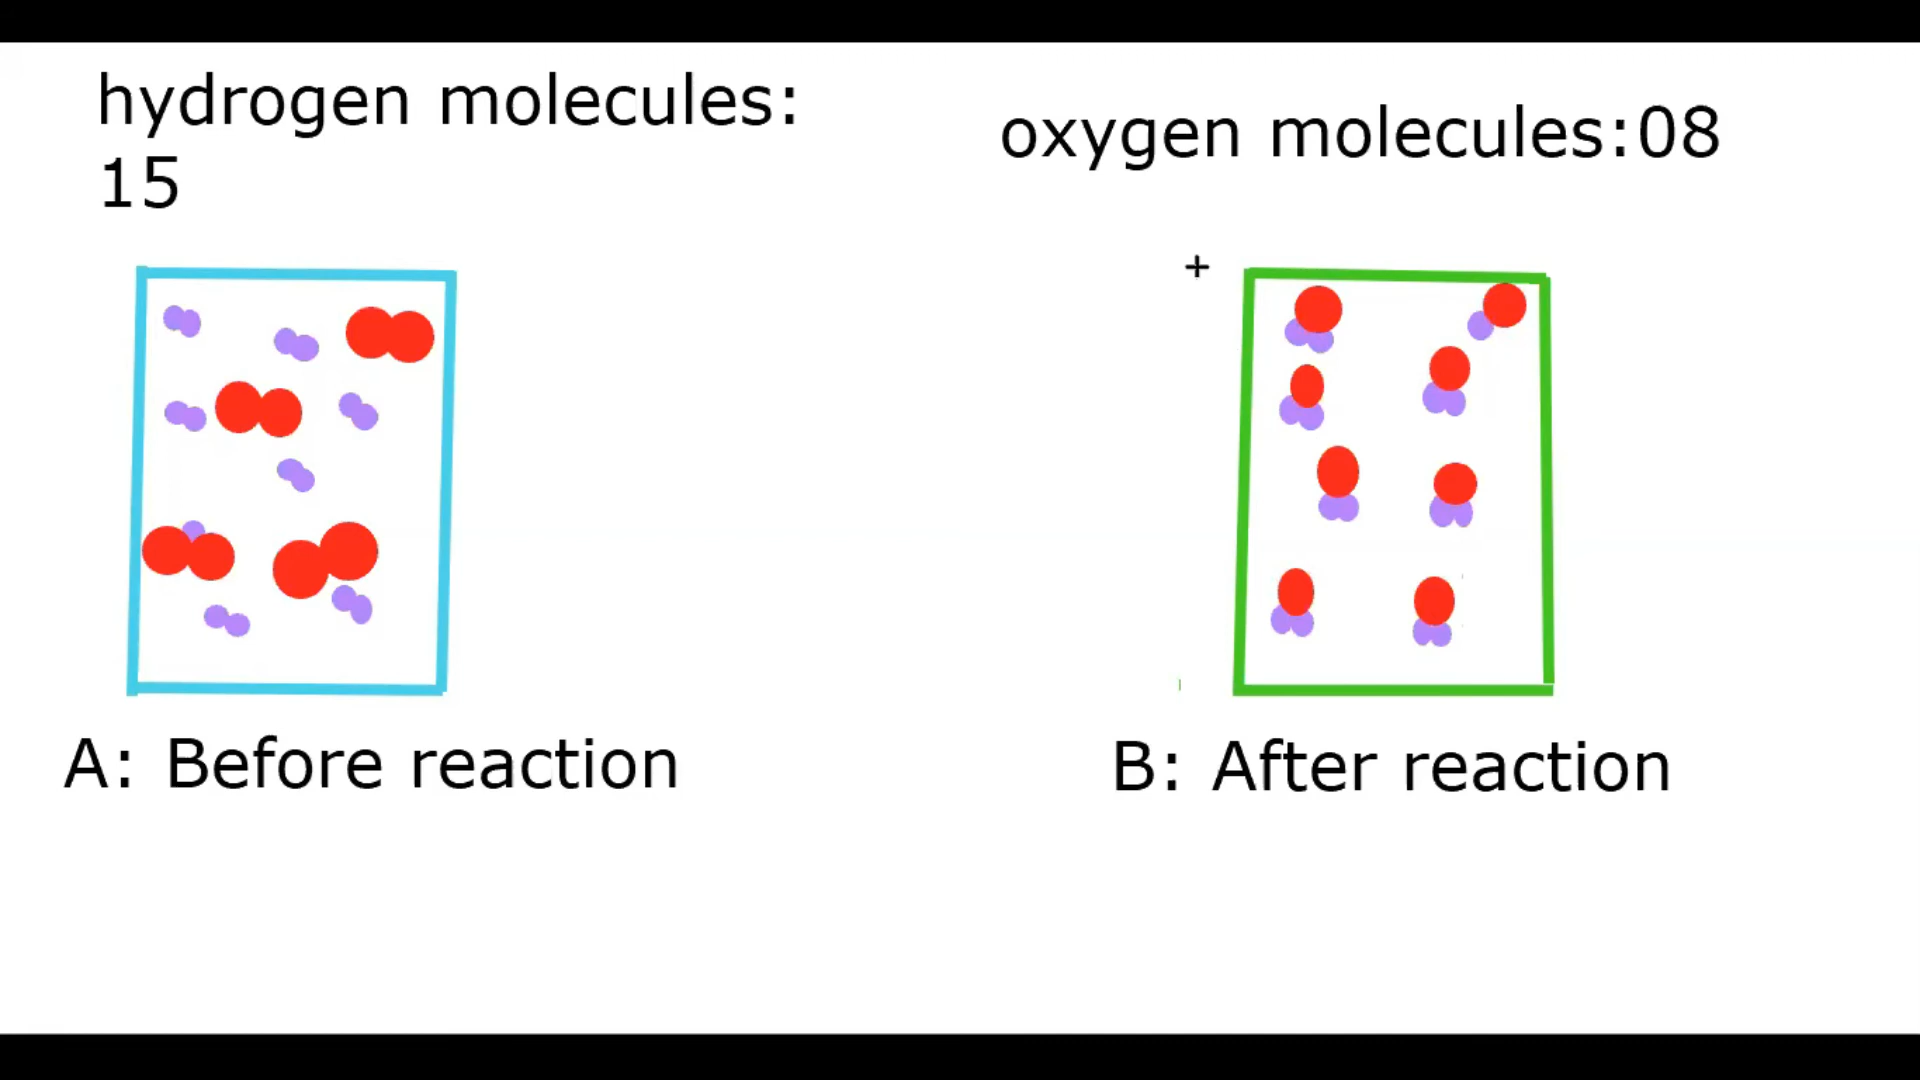 hydrogen molecules:
15
oxygen molecules:08
A: Before reaction
B: After reaction